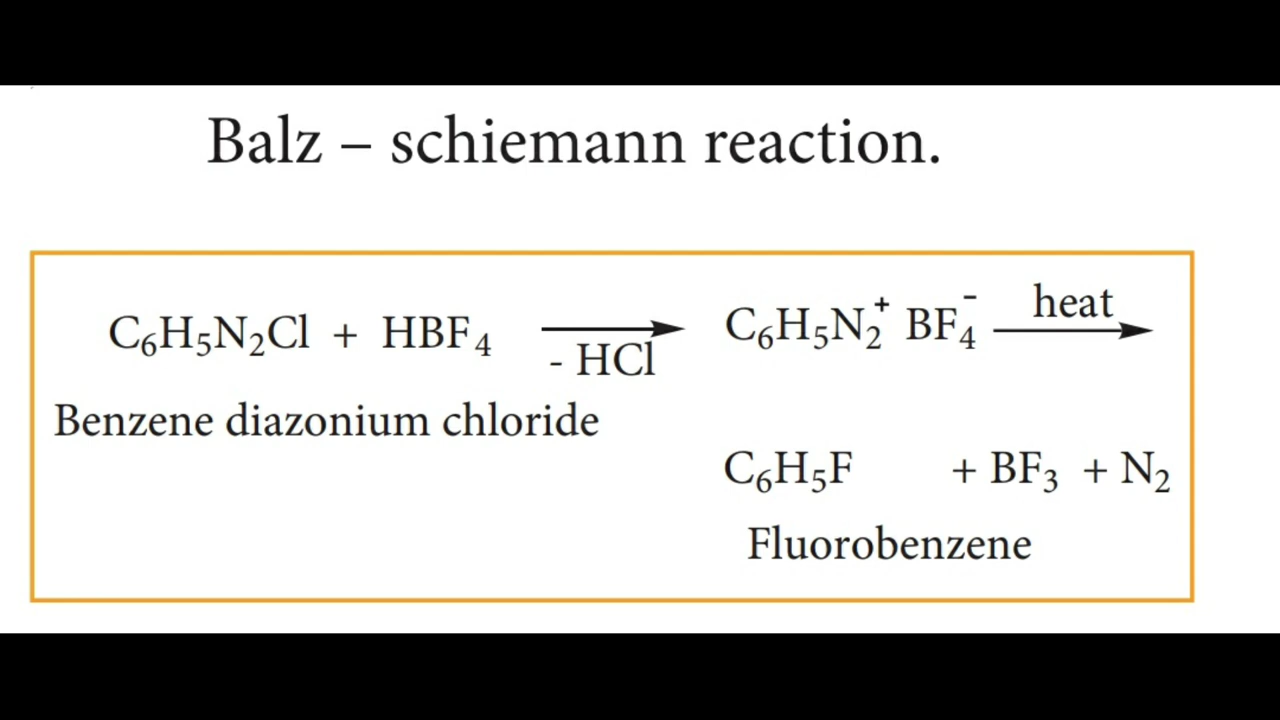 Balz – schiemann reaction.
C₆H₅N₂Cl + HBF₄ ⟶ - HCl C₆H₅N₂⁺ BF₄⁻ heat ⟶
Benzene diazonium chloride
C₆H₅F + BF₃ + N₂
Fluorobenzene